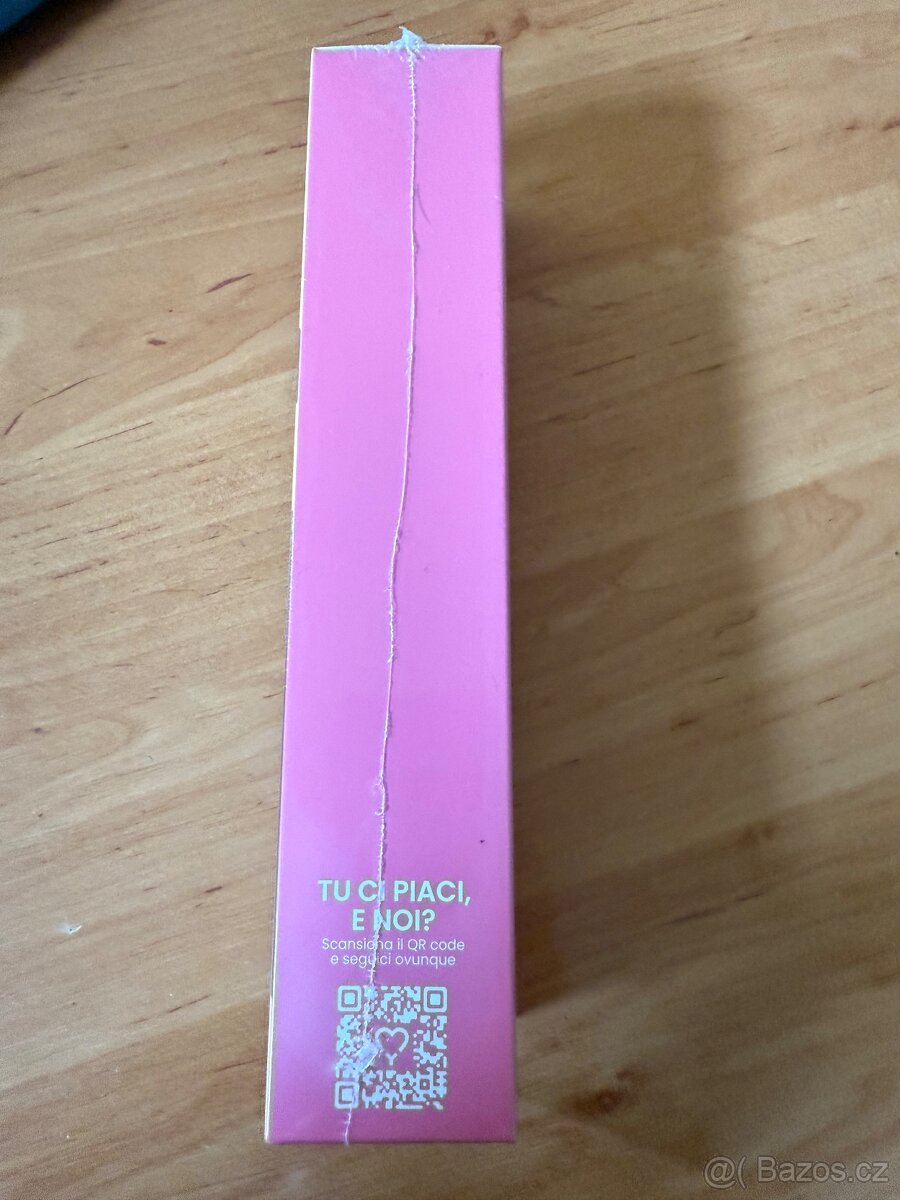 TU CI PIACI,
E NOI?
Scansiona il QR code
e seguici ovunque
@( Bazos.cz